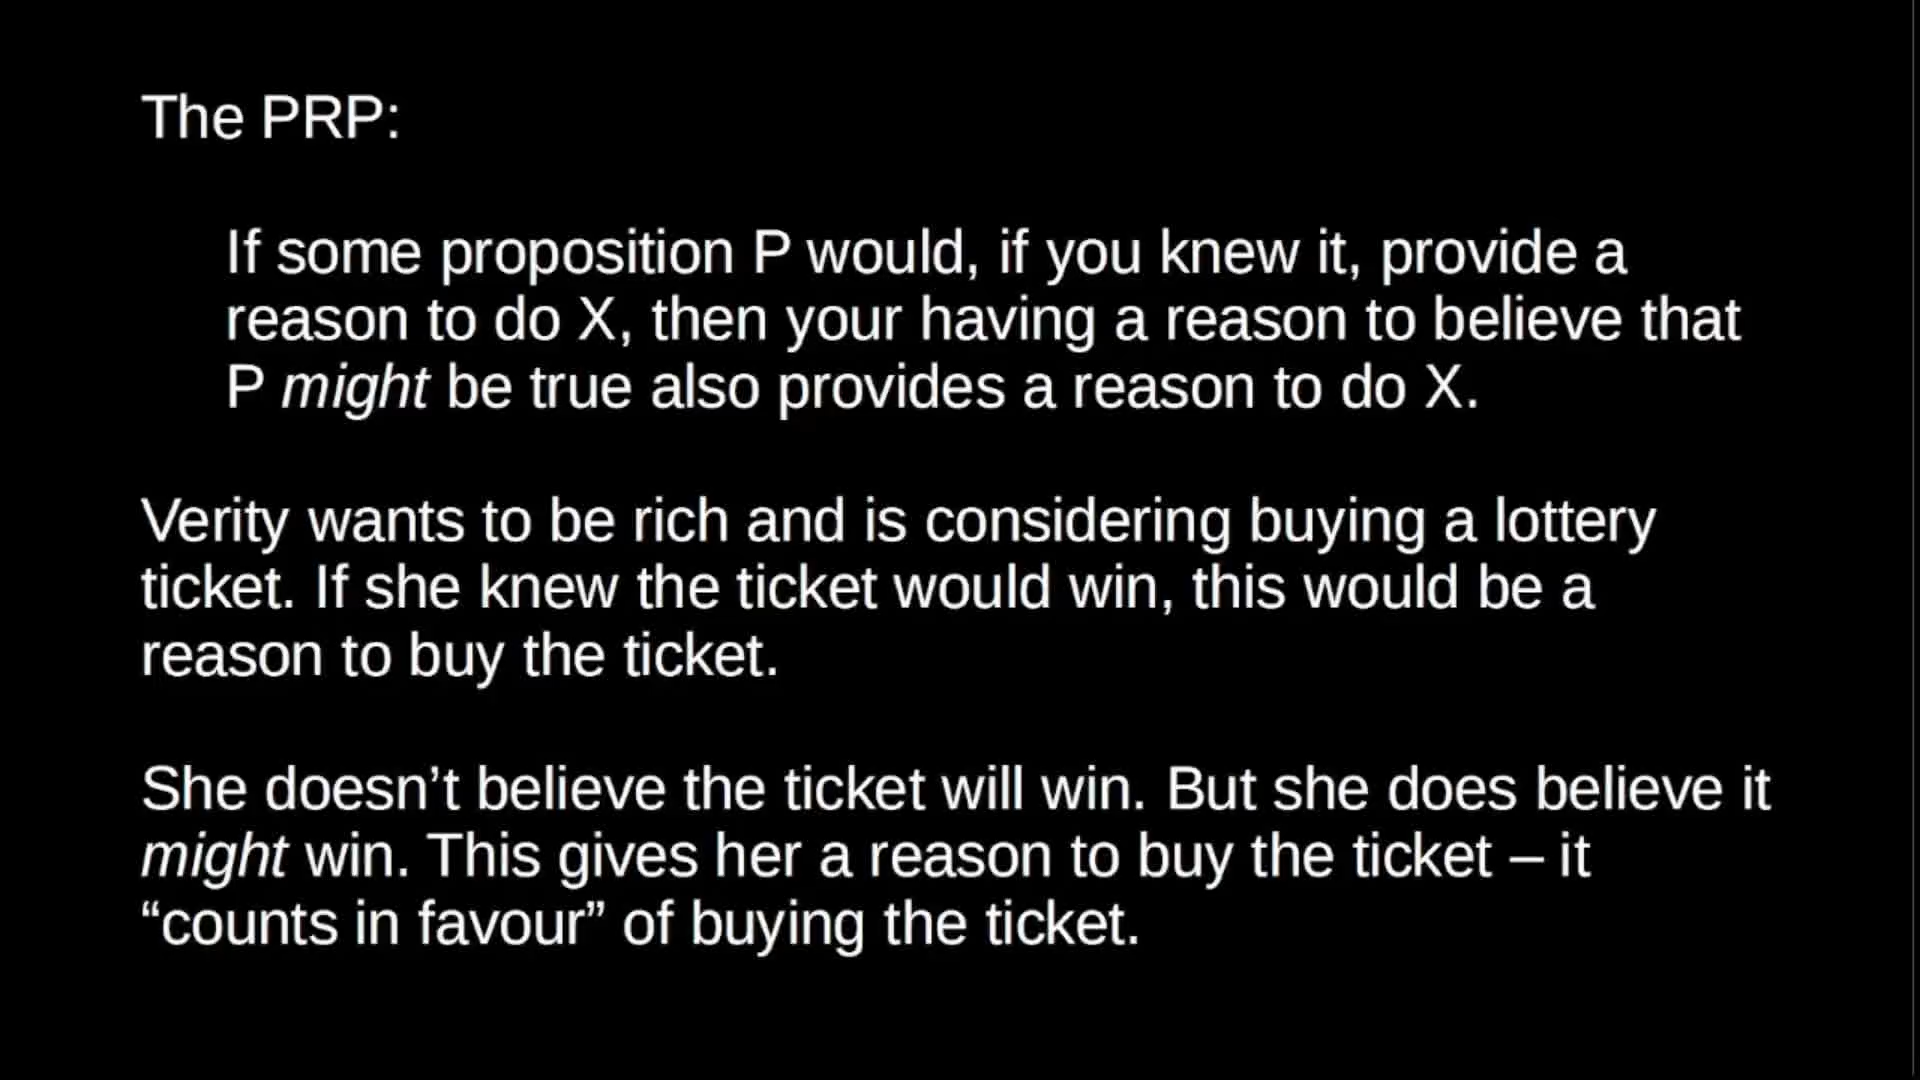 The PRP:
If some proposition P would, if you knew it, provide a
reason to do X, then your having a reason to believe that
P might be true also provides a reason to do X.
Verity wants to be rich and is considering buying a lottery
ticket. If she knew the ticket would win, this would be a
reason to buy the ticket.
She doesn’t believe the ticket will win. But she does believe it
might win. This gives her a reason to buy the ticket – it
“counts in favour” of buying the ticket.